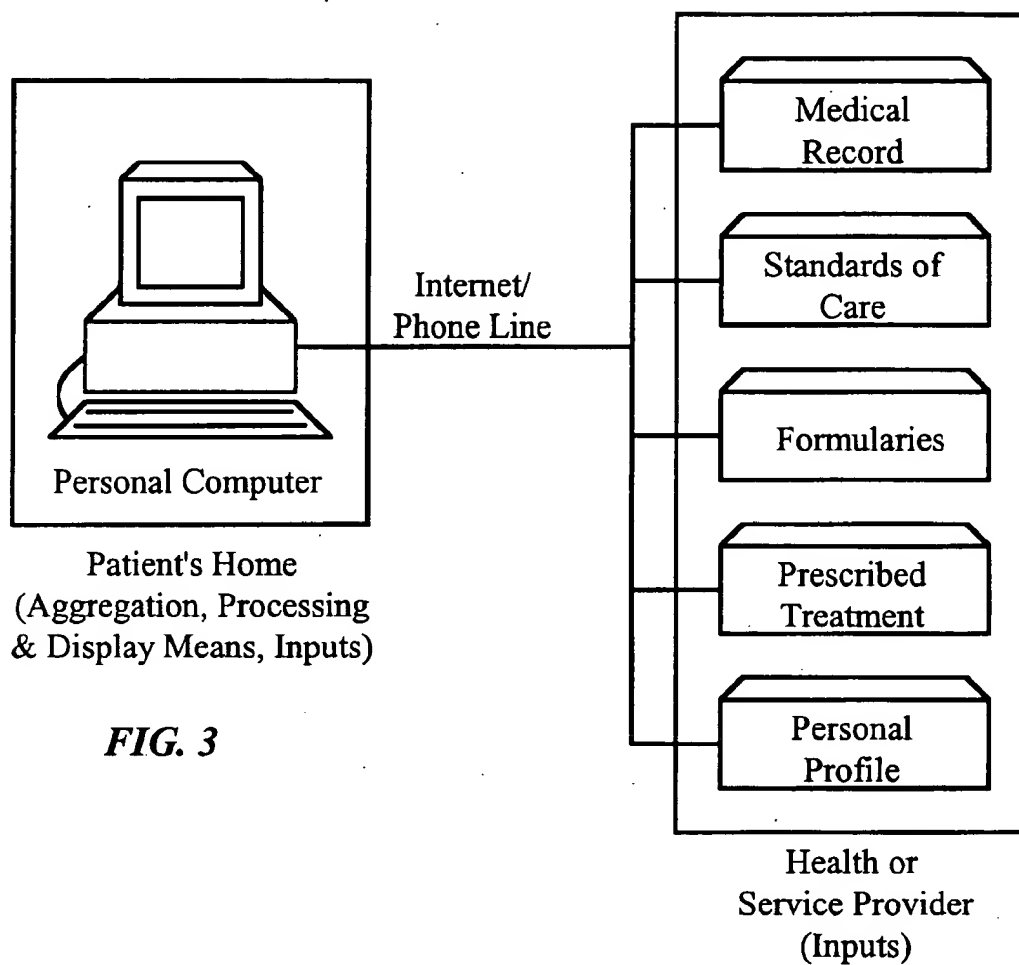 Personal Computer
Patient's Home
(Aggregation, Processing
& Display Means, Inputs)
FIG. 3
Internet/
Phone Line
Medical
Record
Standards of
Care
Formularies
Prescribed
Treatment
Personal
Profile
Health or
Service Provider
(Inputs)